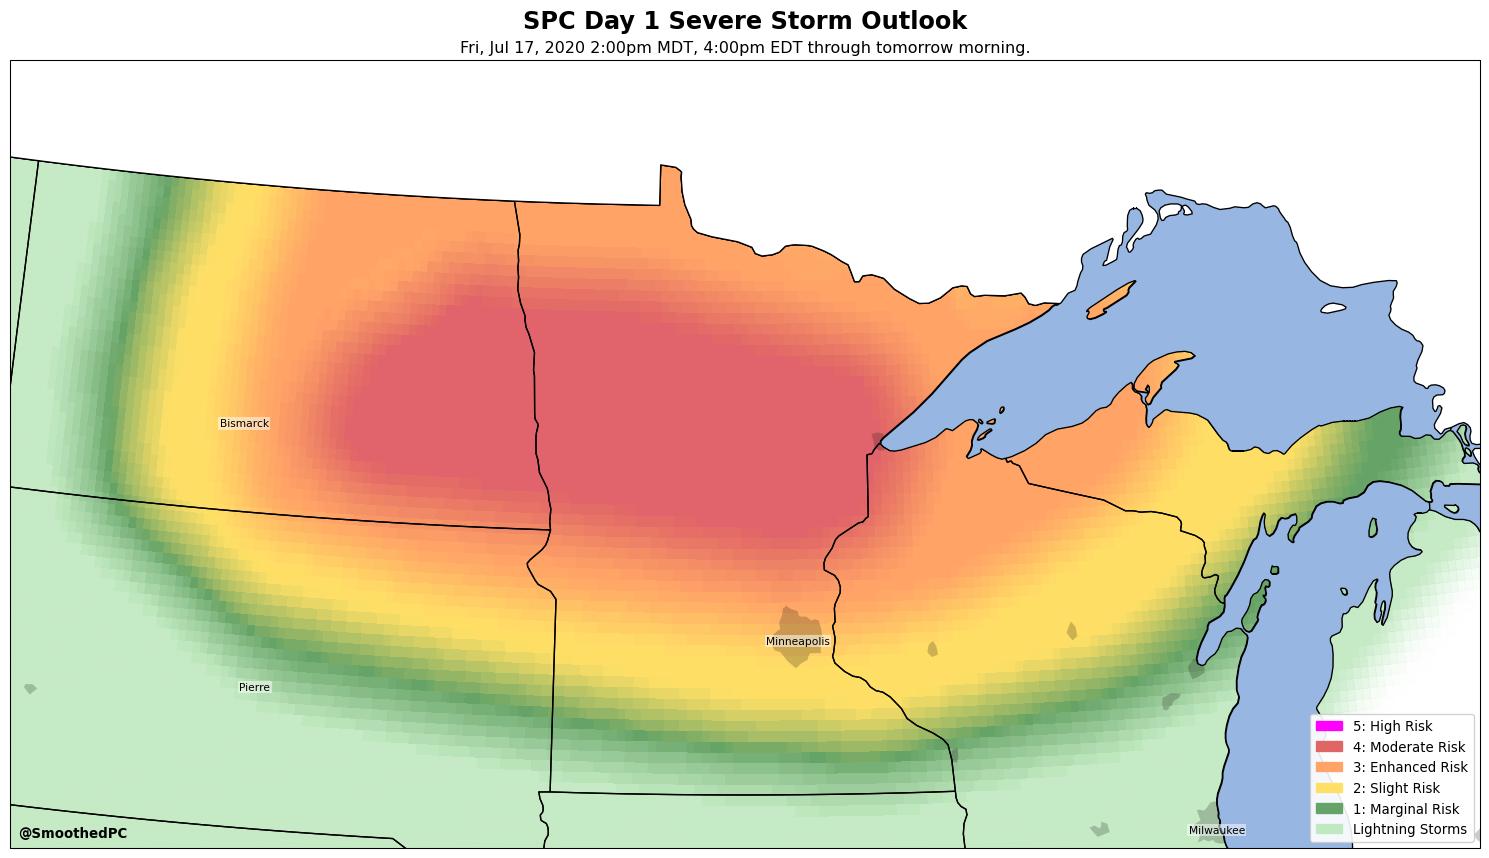 SPC Day 1 Severe Storm Outlook
Fri, Jul 17, 2020 2:00pm MDT, 4:00pm EDT through tomorrow morning.
Bismarck
Minneapolis
Pierre
5: High Risk
4: Moderate Risk
3: Enhanced Risk
2: Slight Risk
1: Marginal Risk
Lightning Storms
Milwaukee
@SmoothedPC